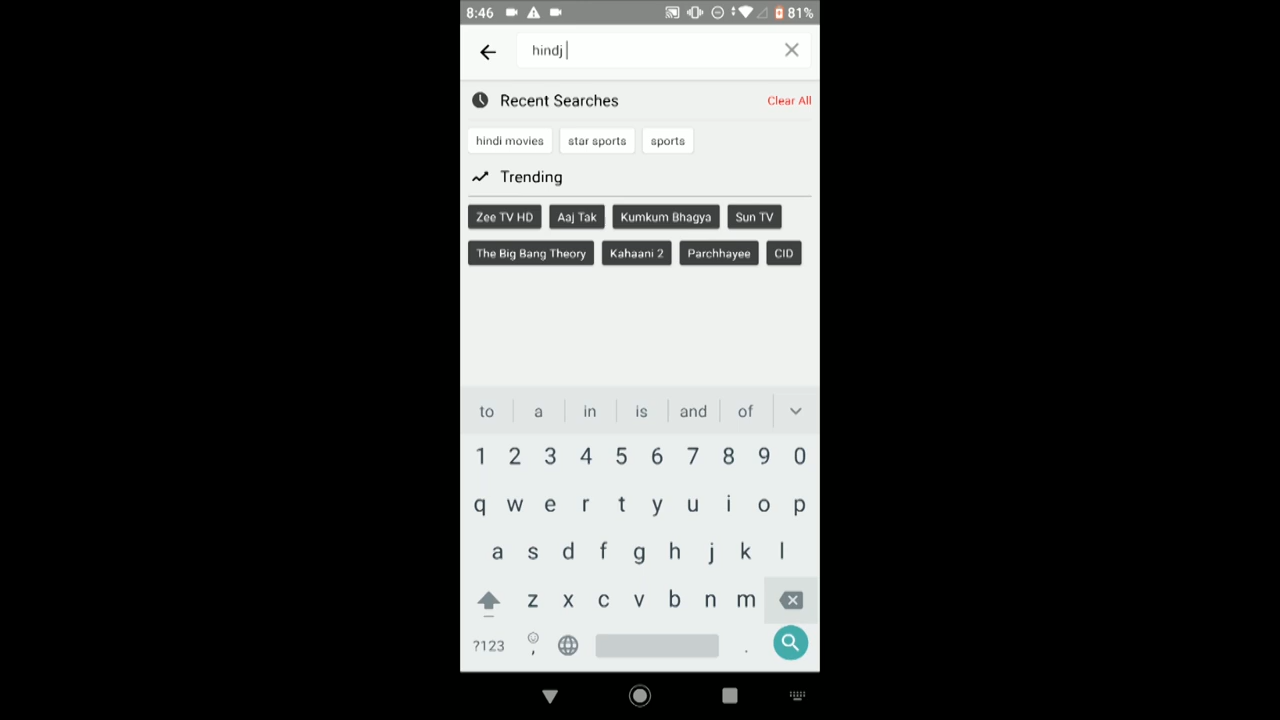 8:46 81%
hindj
Recent Searches Clear All
hindi movies star sports sports
Trending
Zee TV HD Aaj Tak Kumkum Bhagya Sun TV
The Big Bang Theory Kahaani 2 Parchhayee CID
to a in is and of
1 2 3 4 5 6 7 8 9 0
q w e r t y u i o p
a s d f g h j k l
z x c v b n m
?123 , .